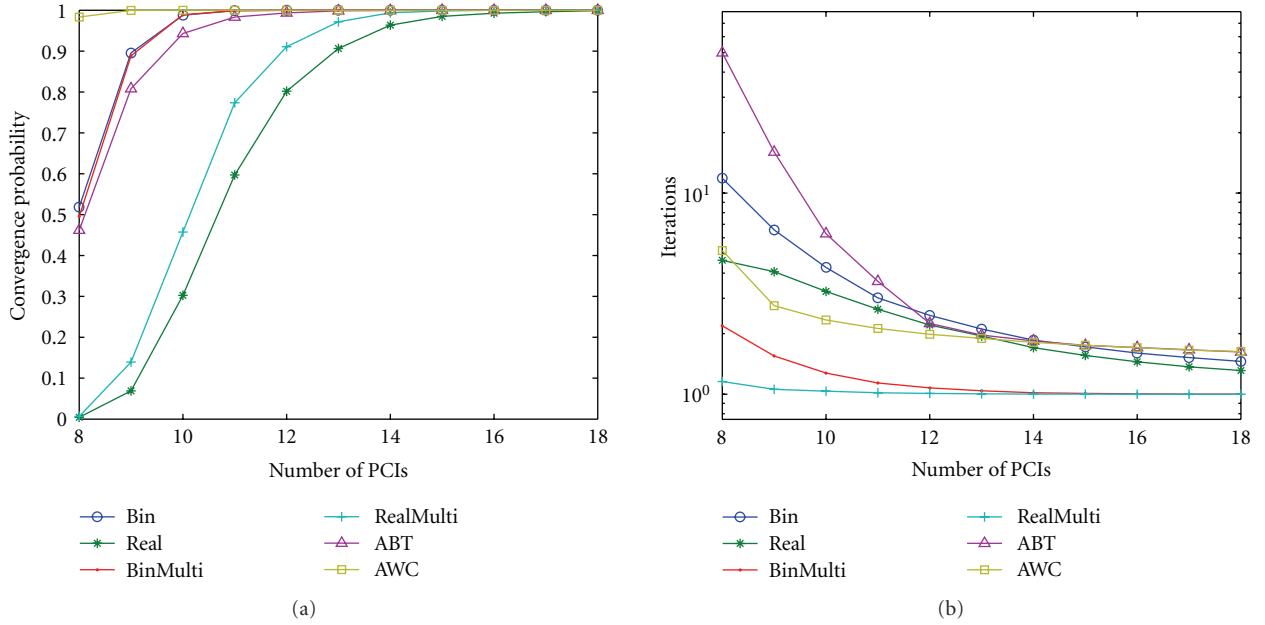 1
0.9
0.8
0.7
0.6
0.5
0.4
0.3
0.2
0.1
0
Convergence probability
8 10 12 14 16 18
Number of PCIs
Bin
Real
BinMulti
RealMulti
ABT
AWC
(a)
10^1
10^0
Iterations
8 10 12 14 16 18
Number of PCIs
Bin
Real
BinMulti
RealMulti
ABT
AWC
(b)